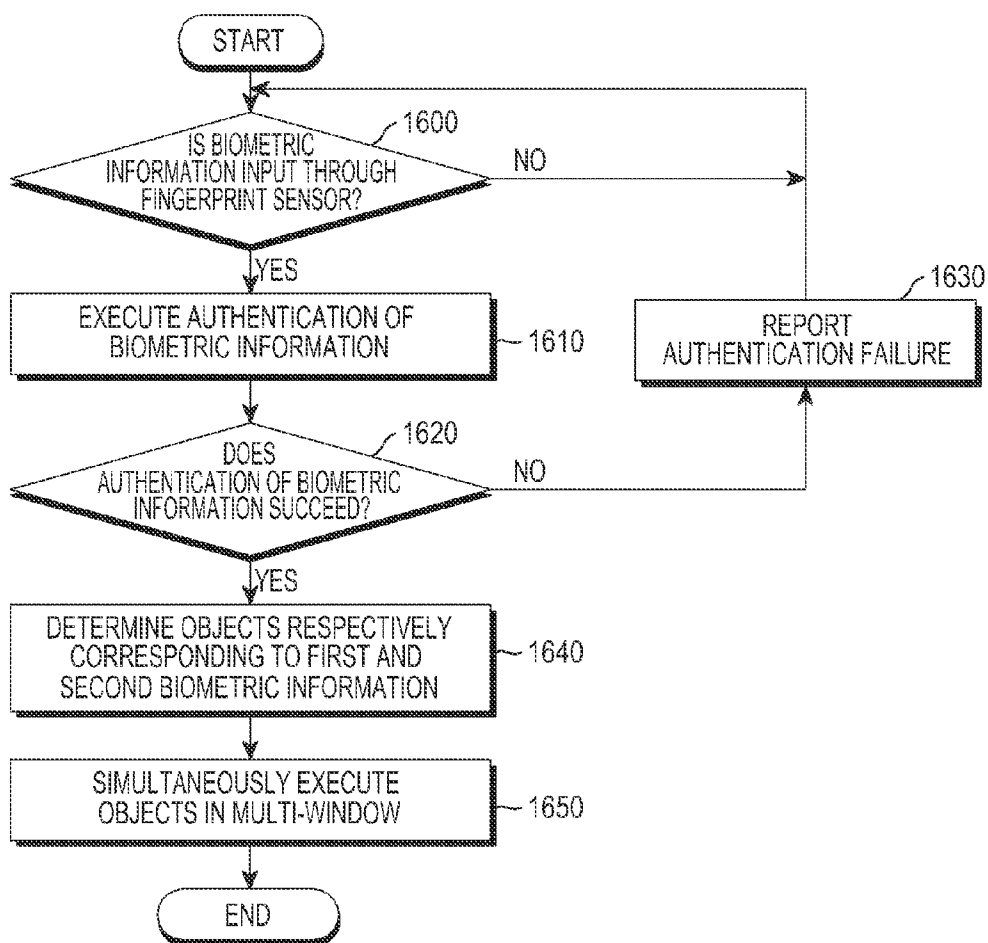 START
1600
IS BIOMETRIC
INFORMATION INPUT THROUGH
FINGERPRINT SENSOR?
NO
YES
EXECUTE AUTHENTICATION OF
BIOMETRIC INFORMATION
1610
1630
REPORT
AUTHENTICATION FAILURE
1620
DOES
AUTHENTICATION OF BIOMETRIC
INFORMATION SUCCEED?
NO
YES
DETERMINE OBJECTS RESPECTIVELY
CORRESPONDING TO FIRST AND
SECOND BIOMETRIC INFORMATION
1640
SIMULTANEOUSLY EXECUTE
OBJECTS IN MULTI-WINDOW
1650
END